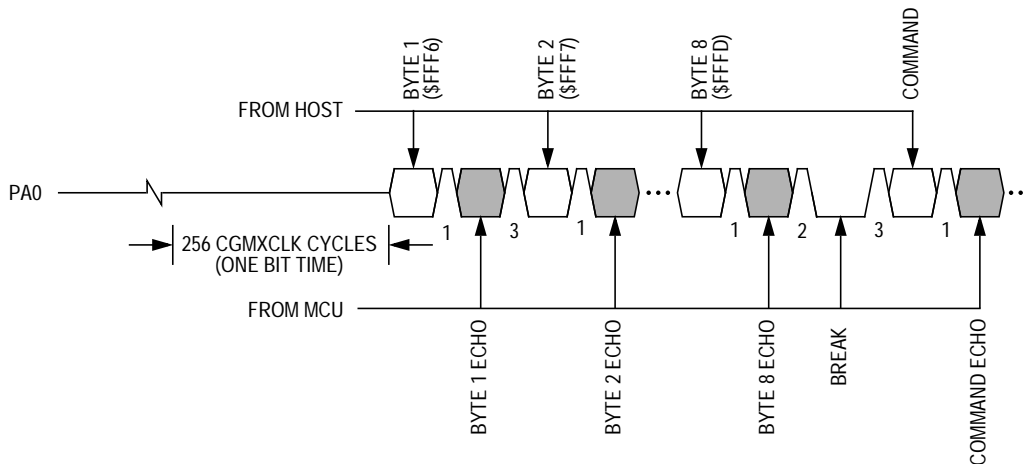 BYTE 1
($FFF6)
BYTE 2
($FFF7)
BYTE 8
($FFFD)
COMMAND
FROM HOST
PA0
1
3
1
1
2
3
1
256 CGMXCLK CYCLES
(ONE BIT TIME)
FROM MCU
BYTE 1 ECHO
BYTE 2 ECHO
BYTE 8 ECHO
BREAK
COMMAND ECHO